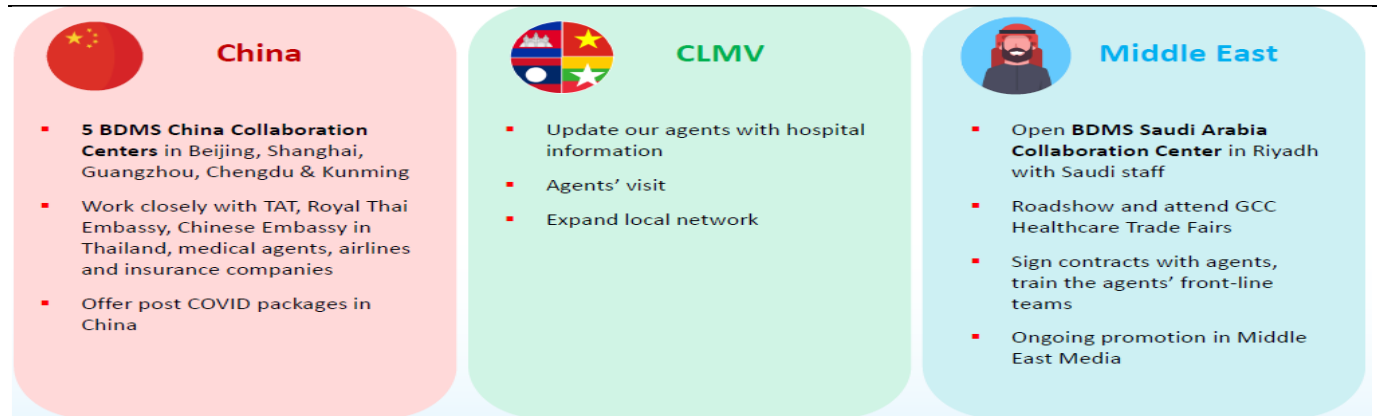 China
▪ 5 BDMS China Collaboration
Centers in Beijing, Shanghai,
Guangzhou, Chengdu & Kunming
▪ Work closely with TAT, Royal Thai
Embassy, Chinese Embassy in
Thailand, medical agents, airlines
and insurance companies
▪ Offer post COVID packages in
China
CLMV
▪ Update our agents with hospital
information
▪ Agents’ visit
▪ Expand local network
Middle East
▪ Open BDMS Saudi Arabia
Collaboration Center in Riyadh
with Saudi staff
▪ Roadshow and attend GCC
Healthcare Trade Fairs
▪ Sign contracts with agents,
train the agents’ front-line
teams
▪ Ongoing promotion in Middle
East Media